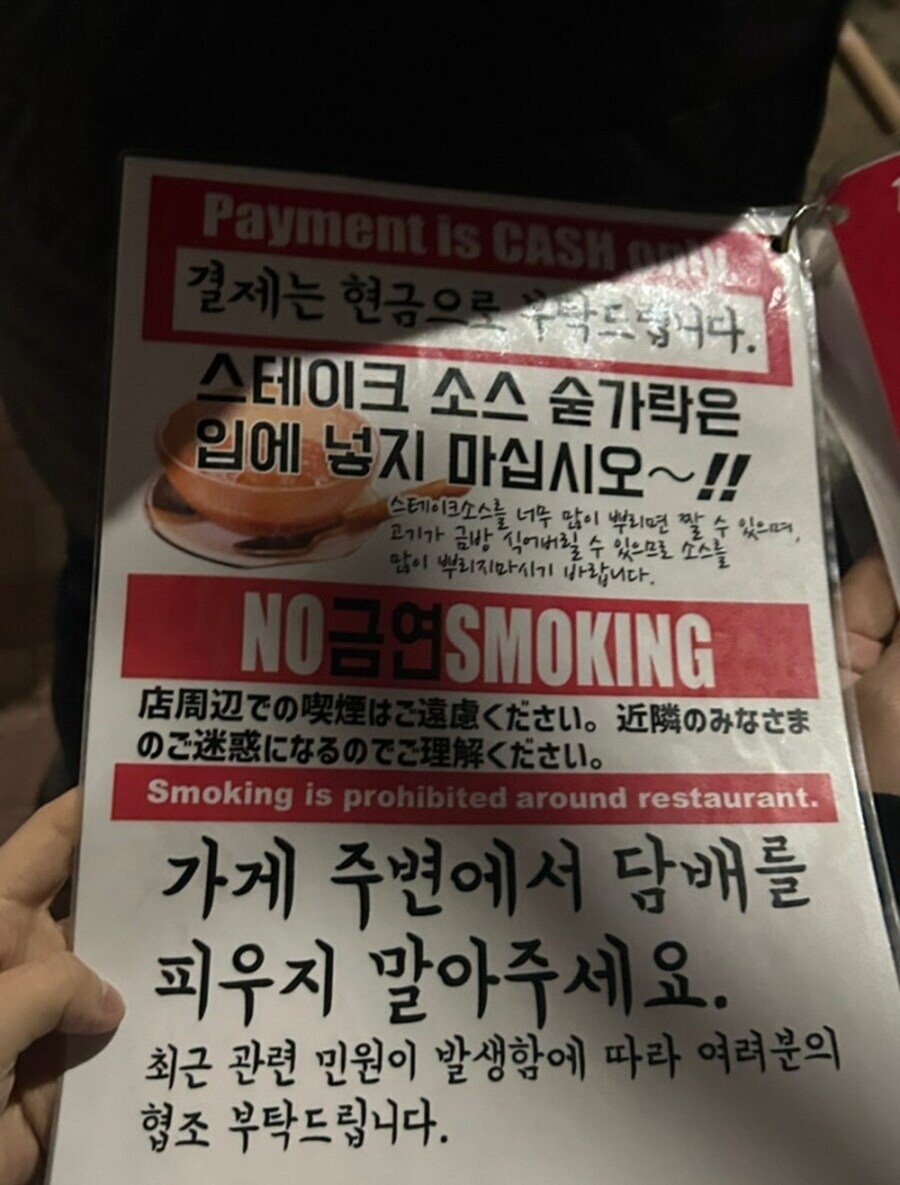 Payment is CASH only.
결제는 현금으로 부탁드립니다.
스테이크 소스 숟가락은
입에 넣지 마십시오~!!
스테이크소스를 너무 많이 뿌리면 짤 수 있으며,
고기가 금방 식어버릴 수 있으므로 소스를
많이 뿌리지마시기 바랍니다.
NO금연SMOKING
店周辺での喫煙はご遠慮ください。近隣のみなさま
のご迷惑になるのでご理解ください。
Smoking is prohibited around restaurant.
가게 주변에서 담배를
피우지 말아주세요.
최근 관련 민원이 발생함에 따라 여려분의
협조 부탁드립니다.